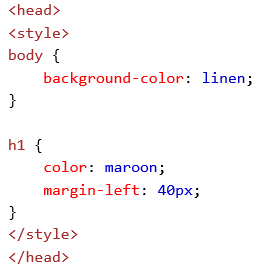 <head>
<style>
body {
    background-color: linen;
}

h1 {
    color: maroon;
    margin-left: 40px;
}
</style>
</head>